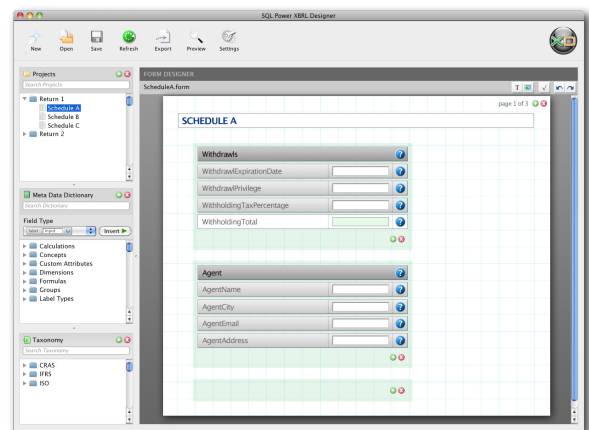 SQL Power XBRL Designer
New Open Save Refresh Export Preview Settings
Projects
Search Projects
Return 1
Schedule A
Schedule B
Schedule C
Return 2
Meta Data Dictionary
Search Dictionary
Field Type
label input
Insert
Calculations
Concepts
Custom Attributes
Dimensions
Formulas
Groups
Label Types
Taxonomy
Search Taxonomy
CRAS
IFRS
ISO
FORM DESIGNER
ScheduleA.form
T
page 1 of 3
SCHEDULE A
Withdrawls
WithdrawlExpirationDate
WithdrawlPrivilege
WithholdingTaxPercentage
WithholdingTotal
Agent
AgentName
AgentCity
AgentEmail
AgentAddress